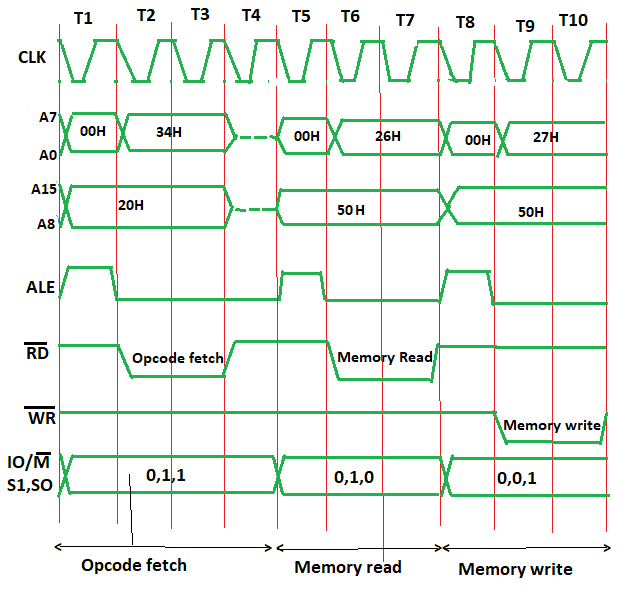 T1 T2 T3 T4 T5 T6 T7 T8 T9 T10
CLK
A7
00H 34H 00H 26H 00H 27H
A0
A15
20H 50 H 50H
A8
ALE
RD Opcode fetch Memory Read
WR Memory write
IO/M
0,1,1 0,1,0 0,0,1
S1,SO
Opcode fetch Memory read Memory write